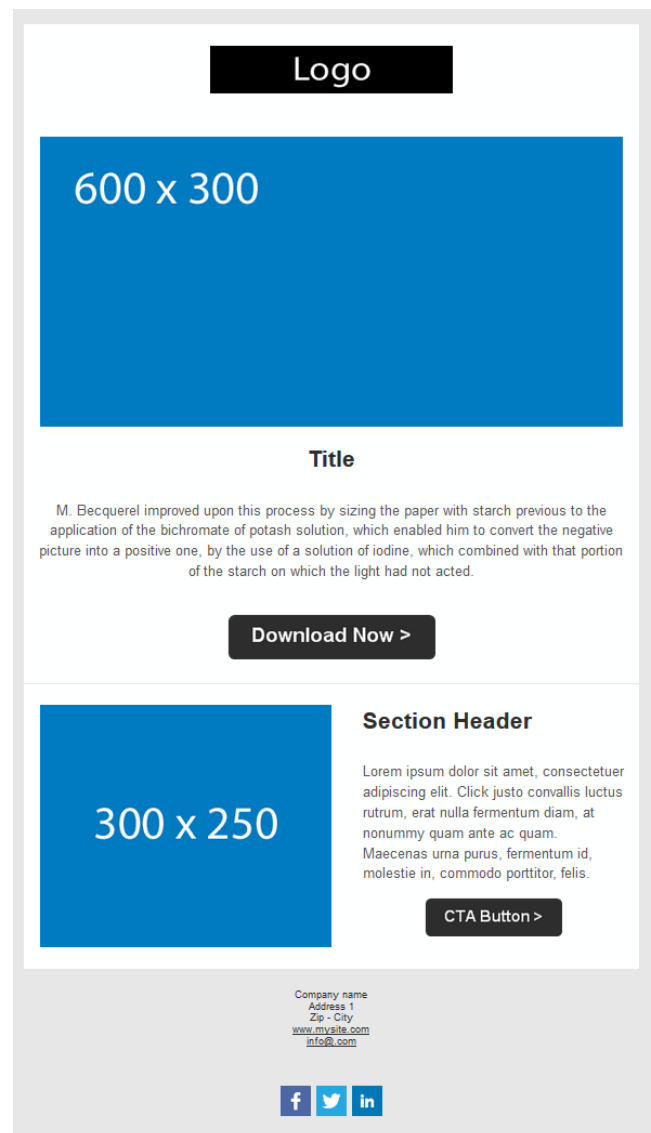 Logo
600 x 300
Title
M. Becquerel improved upon this process by sizing the paper with starch previous to the
application of the bichromate of potash solution, which enabled him to convert the negative
picture into a positive one, by the use of a solution of iodine, which combined with that portion
of the starch on which the light had not acted.
Download Now >
300 x 250
Section Header
Lorem ipsum dolor sit amet, consectetuer
adipiscing elit. Click justo convallis luctus
rutrum, erat nulla fermentum diam, at
nonummy quam ante ac quam.
Maecenas urna purus, fermentum id,
molestie in, commodo porttitor, felis.
CTA Button >
Company name
Address 1
Zip - City
www.mysite.com
info@.com
f
in